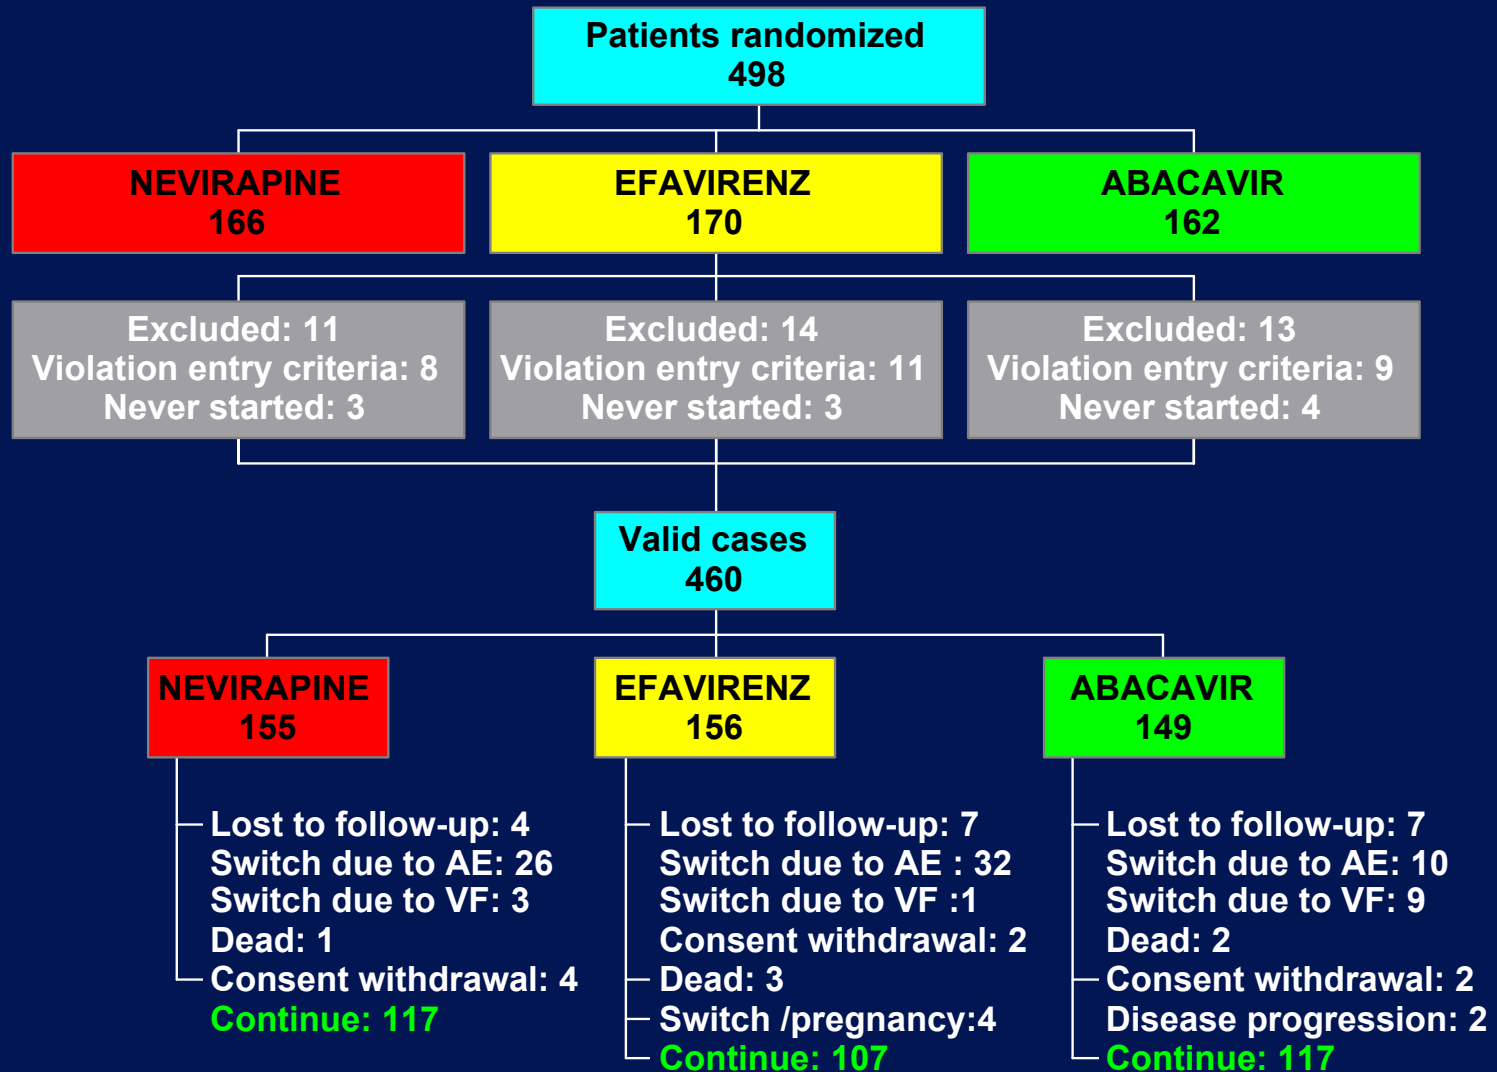 Patients randomized
498
NEVIRAPINE
166
EFAVIRENZ
170
ABACAVIR
162
Excluded: 11
Violation entry criteria: 8
Never started: 3
Excluded: 14
Violation entry criteria: 11
Never started: 3
Excluded: 13
Violation entry criteria: 9
Never started: 4
Valid cases
460
NEVIRAPINE
155
EFAVIRENZ
156
ABACAVIR
149
Lost to follow-up: 4
Switch due to AE: 26
Switch due to VF: 3
Dead: 1
Consent withdrawal: 4
Continue: 117
Lost to follow-up: 7
Switch due to AE : 32
Switch due to VF :1
Consent withdrawal: 2
Dead: 3
Switch /pregnancy:4
Continue: 107
Lost to follow-up: 7
Switch due to AE: 10
Switch due to VF: 9
Dead: 2
Consent withdrawal: 2
Disease progression: 2
Continue: 117